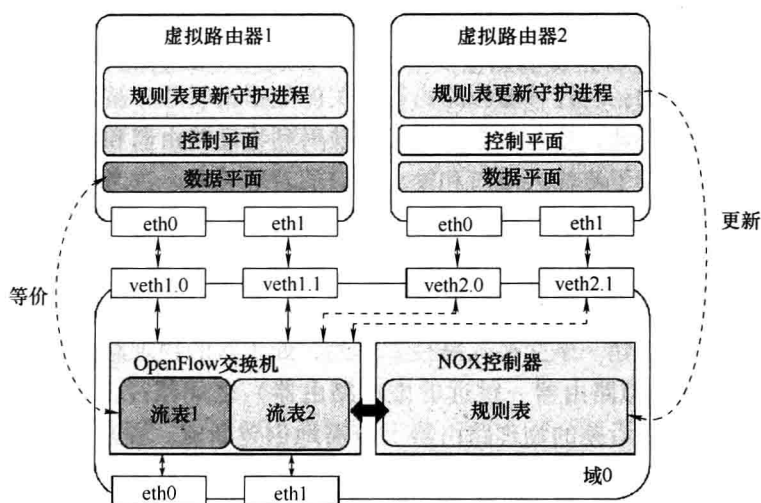 虚拟路由器1
虚拟路由器2
规则表更新守护进程
规则表更新守护进程
控制平面
控制平面
数据平面
数据平面
eth0
eth1
eth0
eth1
更新
等价
veth1.0
veth1.1
veth2.0
veth2.1
OpenFlow交换机
NOX控制器
流表1
流表2
规则表
域0
eth0
eth1